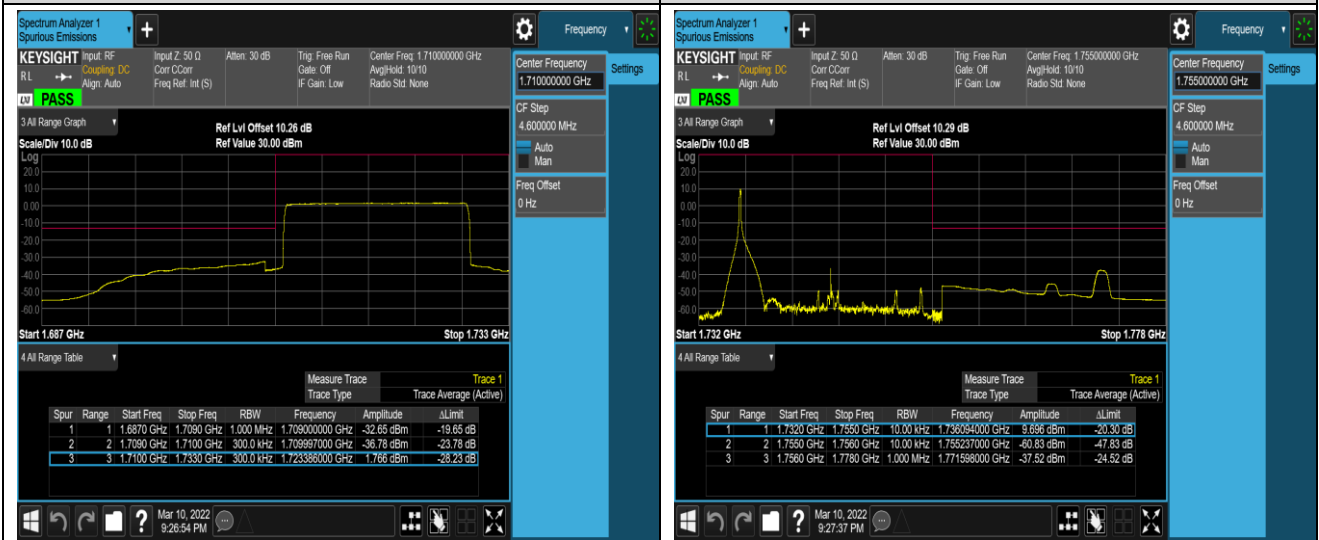 Spectrum Analyzer 1
Spurious Emissions
+
Frequency
KEYSIGHT Input: RF Input Z: 50 Ω Atten: 30 dB Trig: Free Run Center Freq: 1.710000000 GHz
RL Coupling: DC Corr CCorr Gate: Off Avg|Hold: 10/10
Align: Auto Freq Ref: Int (S) IF Gain: Low Radio Std: None
LXI PASS
Center Frequency
1.710000000 GHz
Settings
CF Step
4.600000 MHz
Auto
Man
Freq Offset
0 Hz
3 All Range Graph
Ref Lvl Offset 10.26 dB
Scale/Div 10.0 dB Ref Value 30.00 dBm
Log
20.0
10.0
0.00
-10.0
-20.0
-30.0
-40.0
-50.0
-60.0
Start 1.687 GHz Stop 1.733 GHz
4 All Range Table
Measure Trace Trace 1
Trace Type Trace Average (Active)
Spur Range Start Freq Stop Freq RBW Frequency Amplitude ΔLimit
1 1 1.6870 GHz 1.7090 GHz 1.000 MHz 1.709000000 GHz -32.65 dBm -19.65 dB
2 2 1.7090 GHz 1.7100 GHz 300.0 kHz 1.709997000 GHz -36.78 dBm -23.78 dB
3 3 1.7100 GHz 1.7330 GHz 300.0 kHz 1.723386000 GHz 1.766 dBm -28.23 dB
?
Mar 10, 2022
9:26:54 PM
Spectrum Analyzer 1
Spurious Emissions
+
Frequency
KEYSIGHT Input: RF Input Z: 50 Ω Atten: 30 dB Trig: Free Run Center Freq: 1.755000000 GHz
RL Coupling: DC Corr CCorr Gate: Off Avg|Hold: 10/10
Align: Auto Freq Ref: Int (S) IF Gain: Low Radio Std: None
LXI PASS
Center Frequency
1.755000000 GHz
Settings
CF Step
4.600000 MHz
Auto
Man
Freq Offset
0 Hz
3 All Range Graph
Ref Lvl Offset 10.29 dB
Scale/Div 10.0 dB Ref Value 30.00 dBm
Log
20.0
10.0
0.00
-10.0
-20.0
-30.0
-40.0
-50.0
-60.0
Start 1.732 GHz Stop 1.778 GHz
4 All Range Table
Measure Trace Trace 1
Trace Type Trace Average (Active)
Spur Range Start Freq Stop Freq RBW Frequency Amplitude ΔLimit
1 1 1.7320 GHz 1.7550 GHz 10.00 kHz 1.736094000 GHz 9.696 dBm -20.30 dB
2 2 1.7550 GHz 1.7560 GHz 10.00 kHz 1.755237000 GHz -60.83 dBm -47.83 dB
3 3 1.7560 GHz 1.7780 GHz 1.000 MHz 1.771598000 GHz -37.52 dBm -24.52 dB
?
Mar 10, 2022
9:27:37 PM